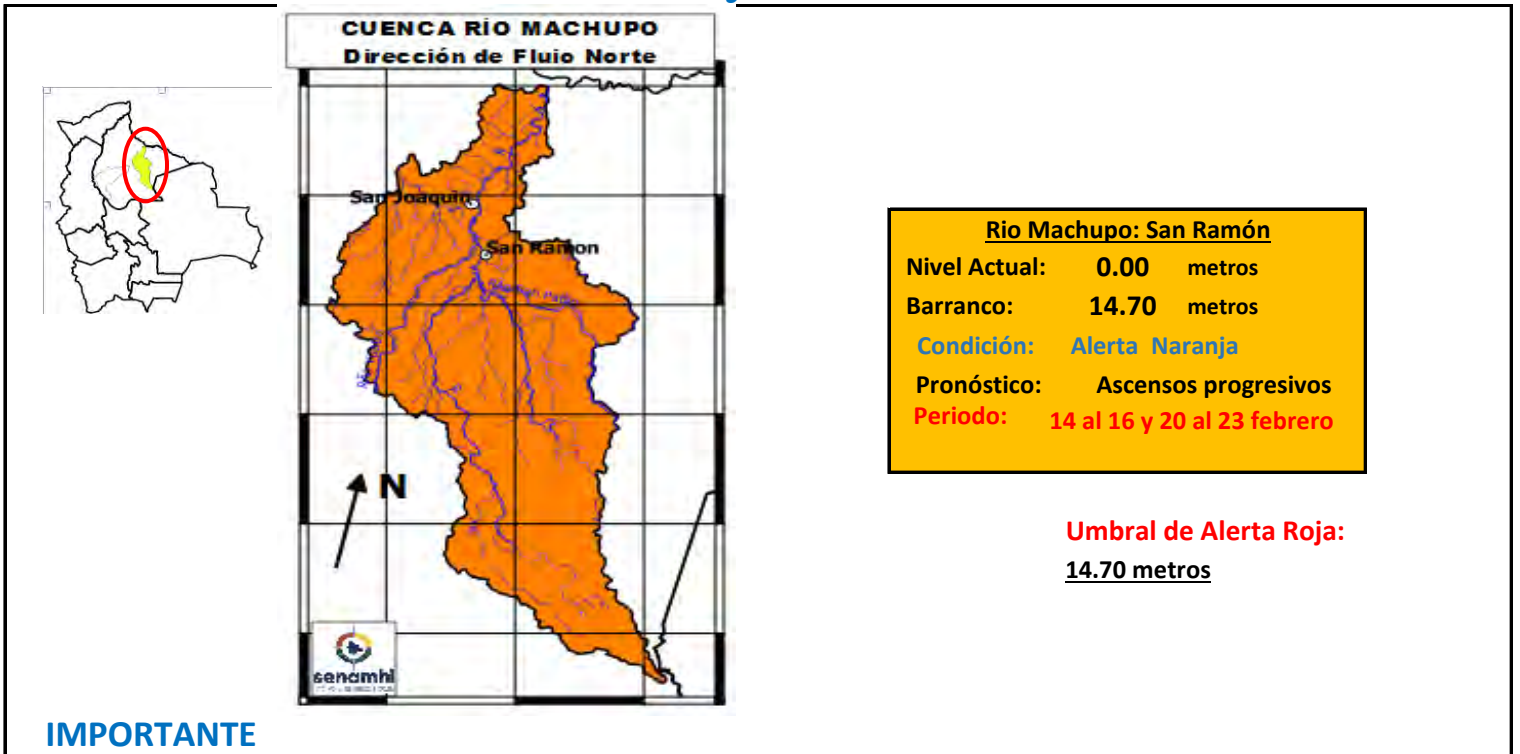 CUENCA RÍO MACHUPO
Dirección de Flujo Norte
San Joaquin
San Ramon
N
senamhi
Rio Machupo: San Ramón
Nivel Actual: 0.00 metros
Barranco: 14.70 metros
Condición: Alerta Naranja
Pronóstico: Ascensos progresivos
Periodo: 14 al 16 y 20 al 23 febrero
Umbral de Alerta Roja:
14.70 metros
IMPORTANTE